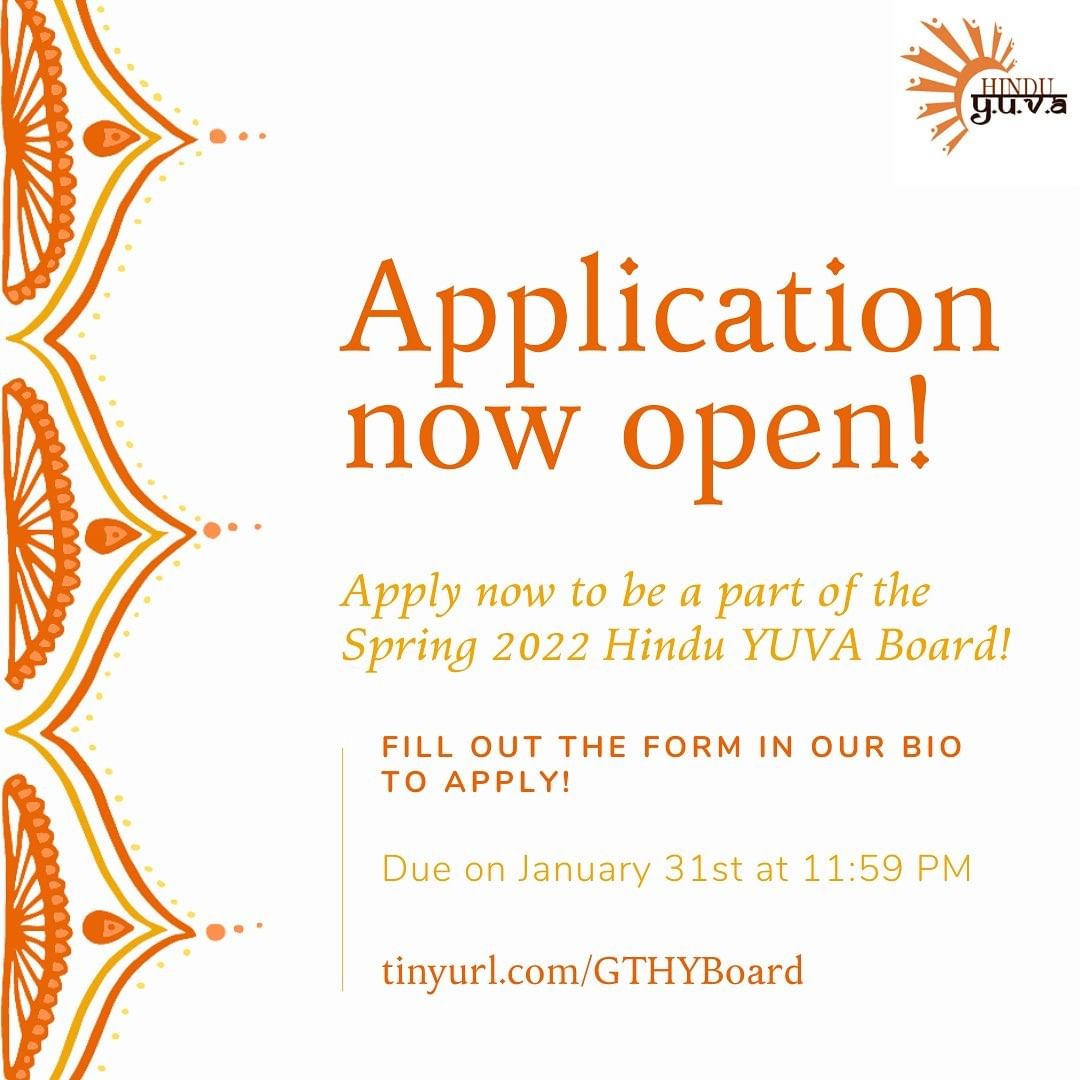 HINDU
y.u.v.a
Application
now open!
Apply now to be a part of the
Spring 2022 Hindu YUVA Board!
FILL OUT THE FORM IN OUR BIO
TO APPLY!
Due on January 31st at 11:59 PM
tinyurl.com/GTHYBoard